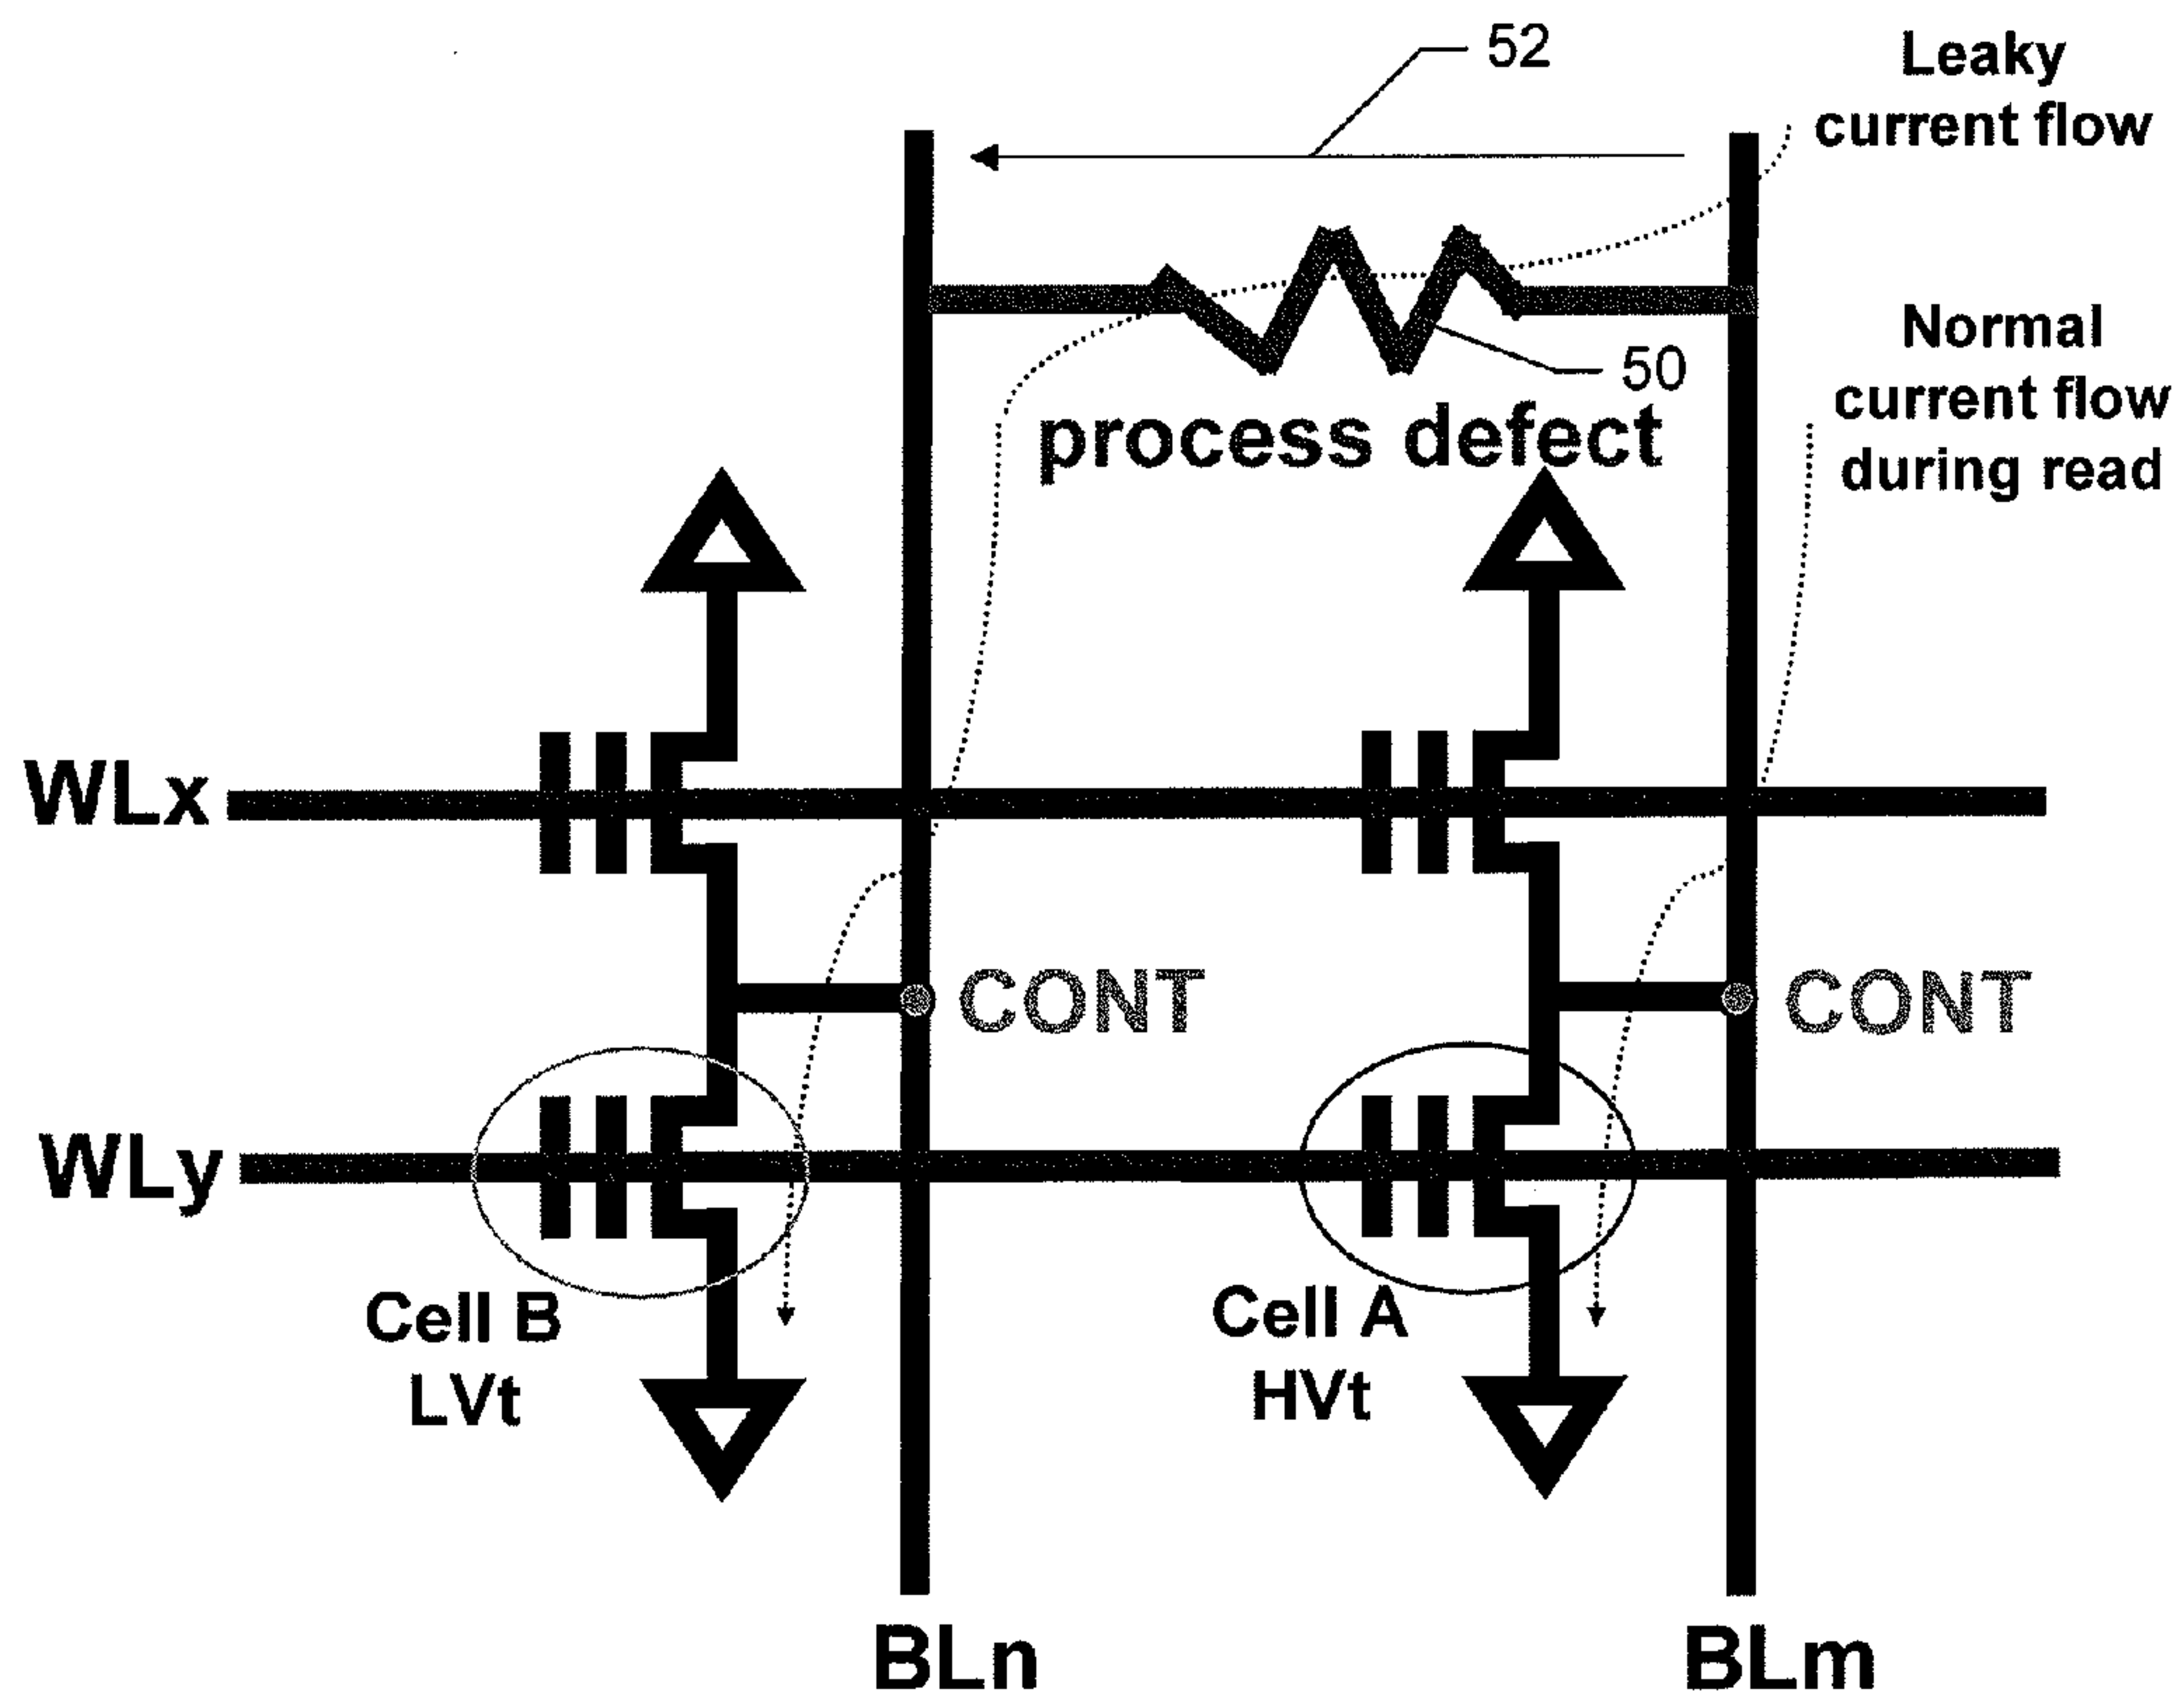 52
Leaky
current flow
50
process defect
Normal
current flow
during read
WLx
CONT
CONT
WLy
Cell B
LVt
Cell A
HVt
BLn
BLm